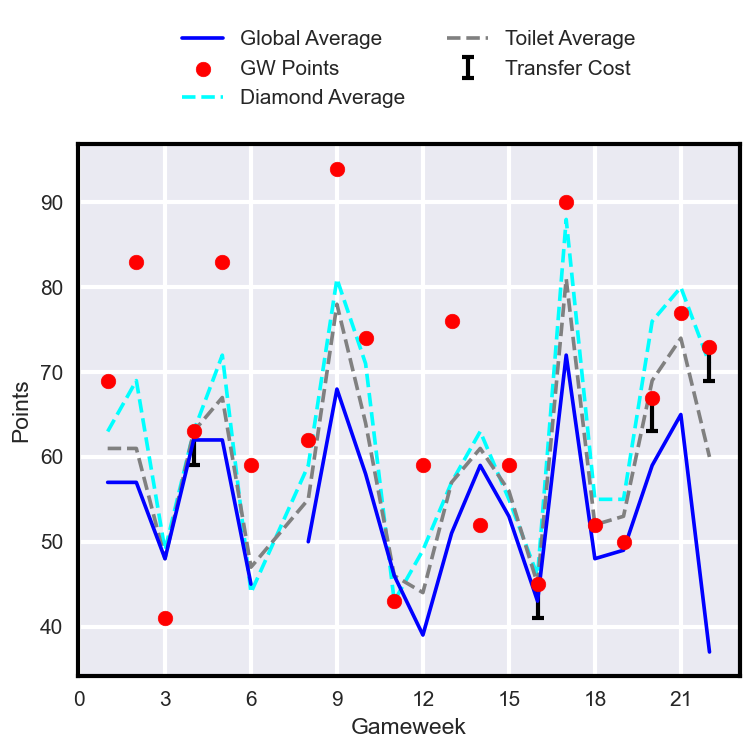 Global Average
GW Points
Diamond Average
Toilet Average
Transfer Cost
90
80
70
60
50
40
Points
0 3 6 9 12 15 18 21
Gameweek